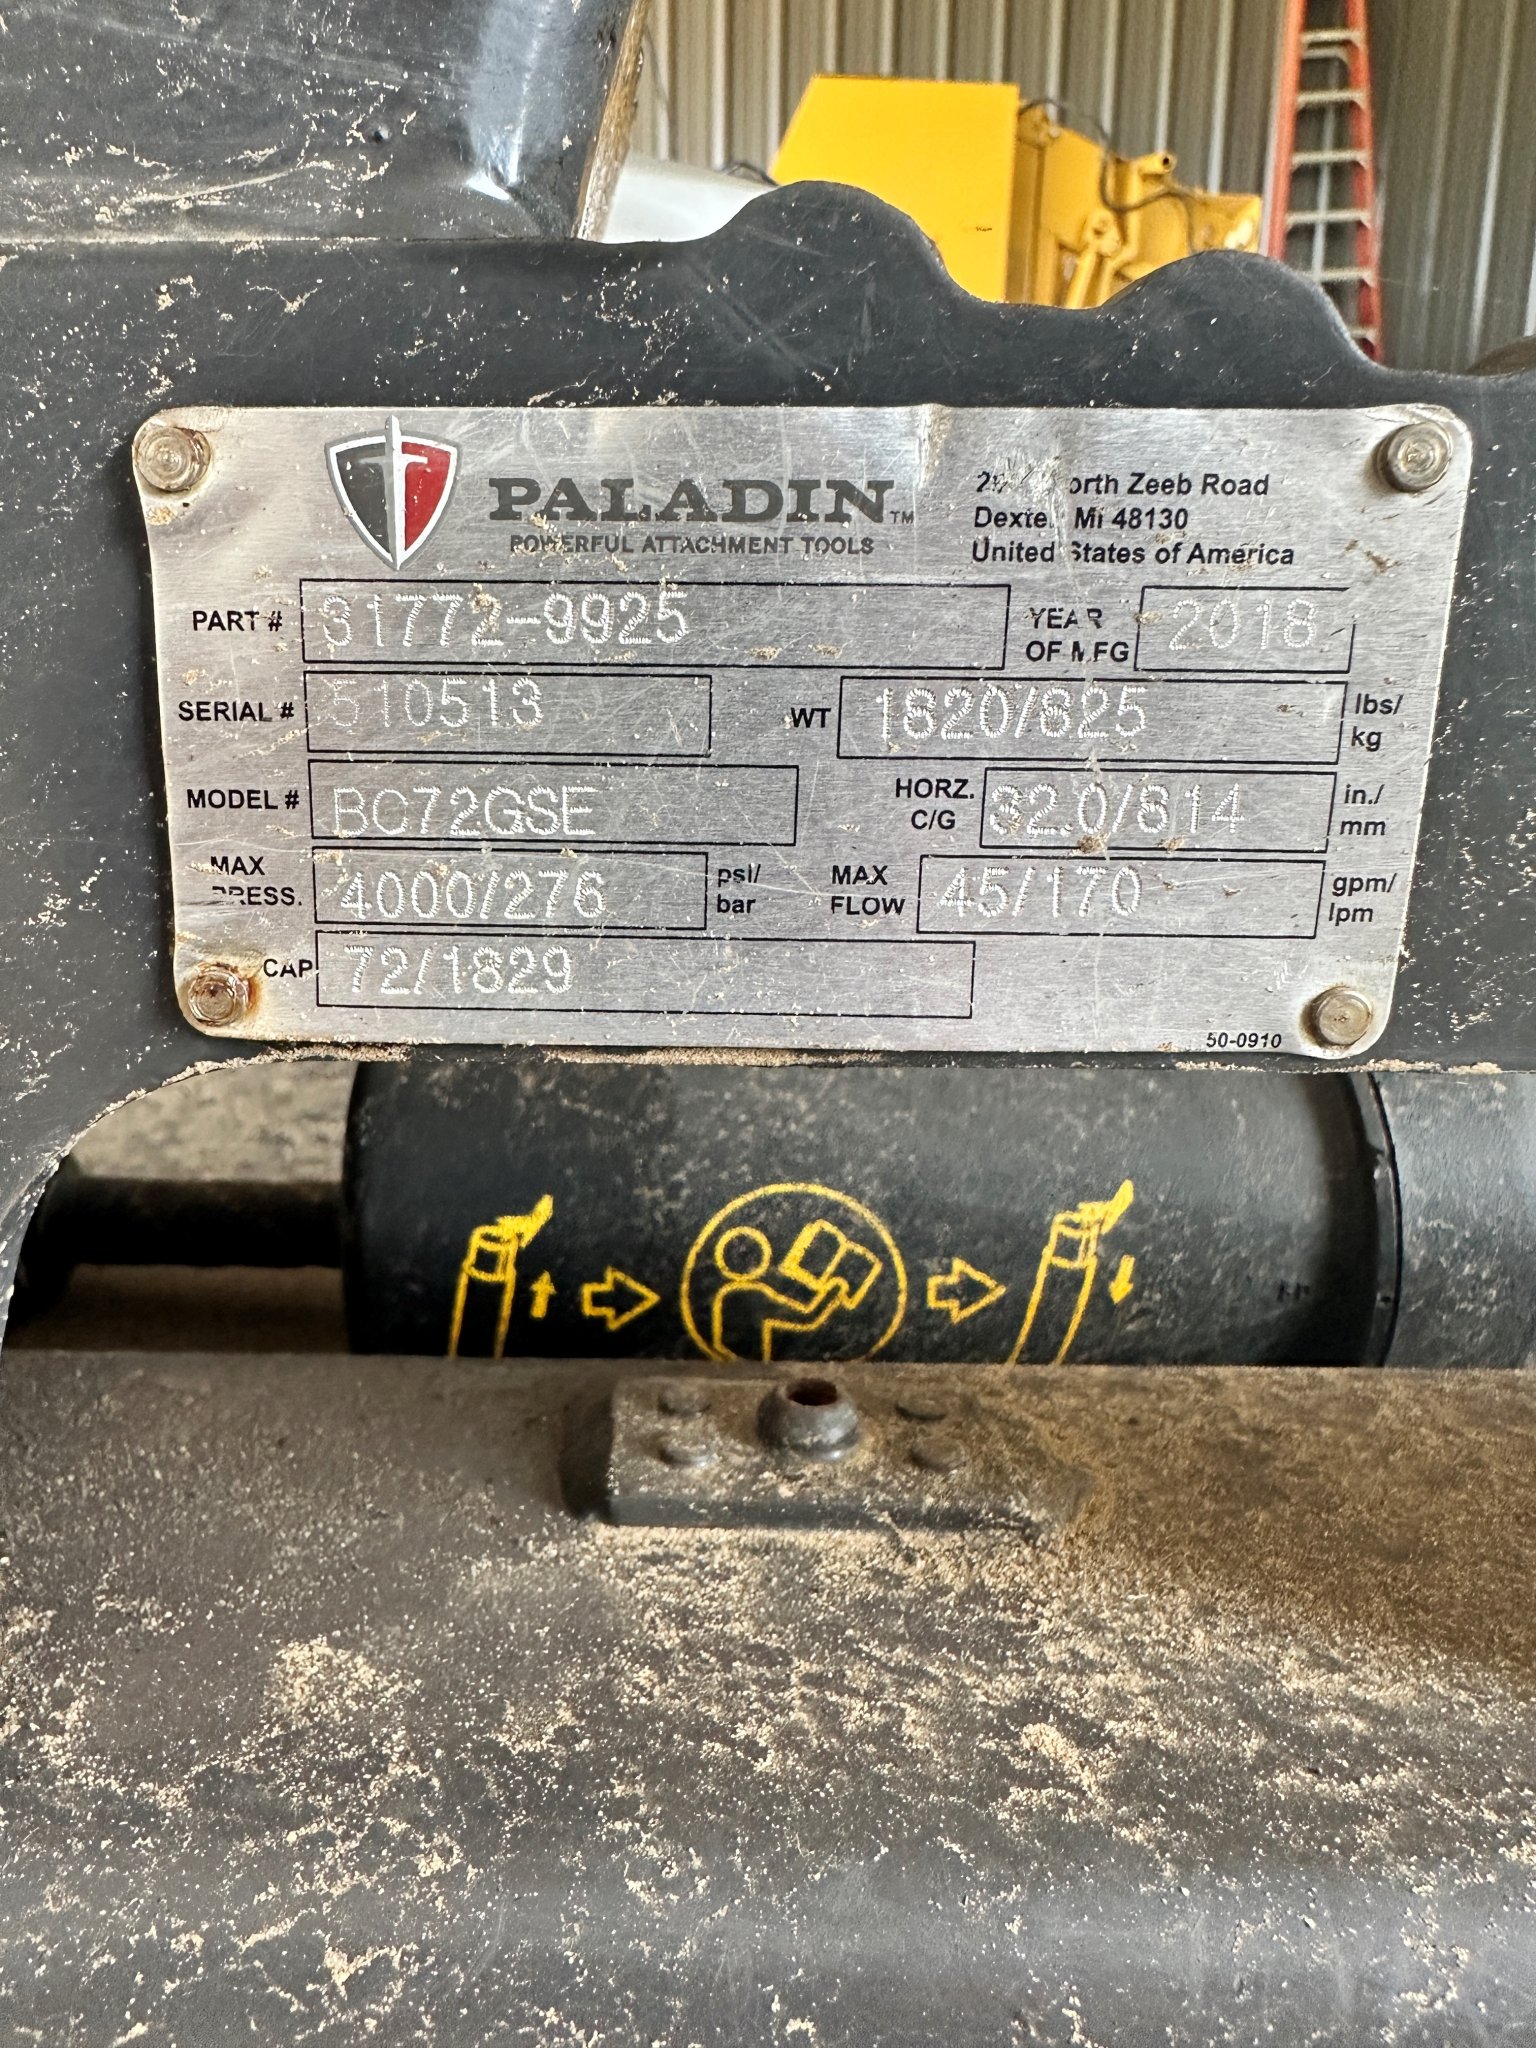 PALADIN™
POWERFUL ATTACHMENT TOOLS
Zeeb Road
Dexter MI 48130
United States of America
PART # 31772-9925
YEAR OF MFG 2018
SERIAL # 510513
WT 1820/825 lbs/kg
MODEL # BC72GSE
HORZ. C/G 32.0/814 in./mm
MAX PRESS. 4000/276 psi/bar
MAX FLOW 45/170 gpm/lpm
CAP 72/1829
50-0910